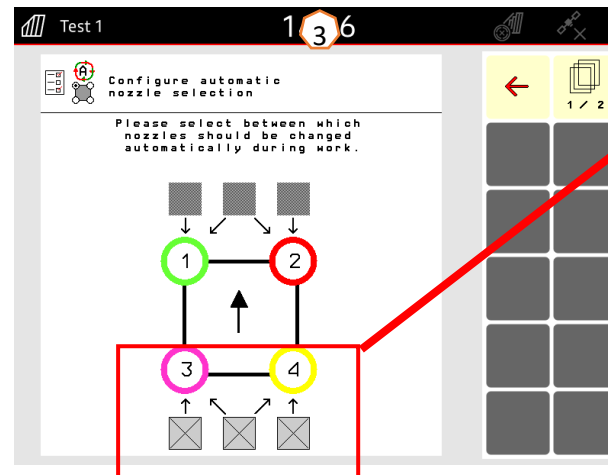 Test 1
1 3 6
1 / 2
A
Configure automatic
nozzle selection
Please select between which
nozzles should be changed
automatically during work.
1
2
3
4